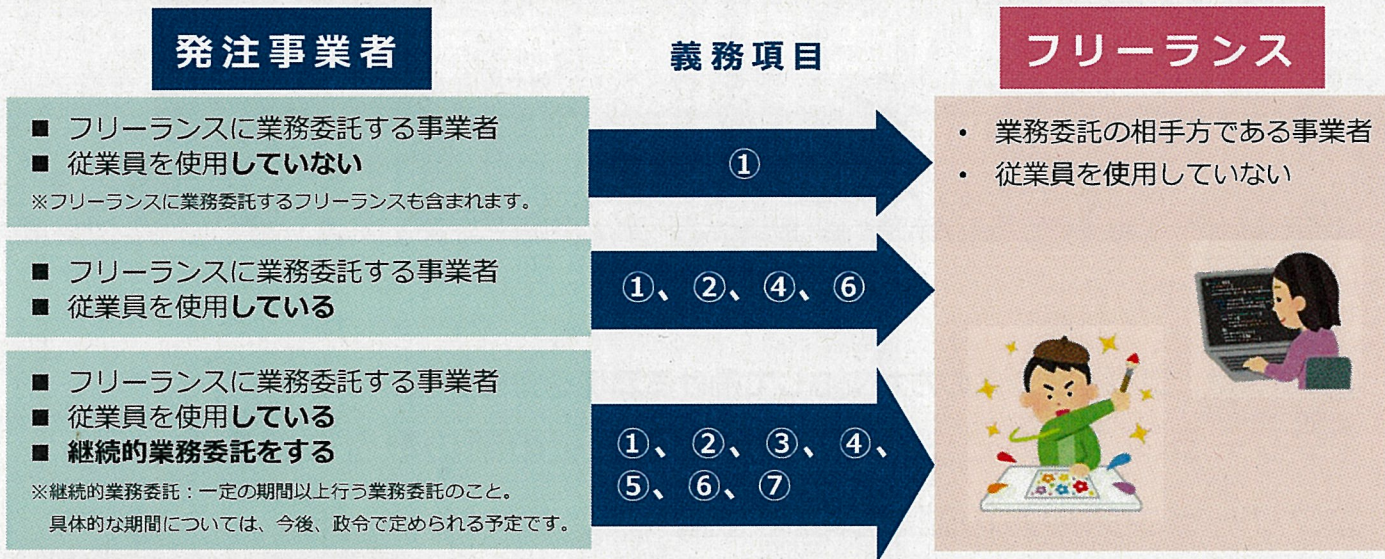 発注事業者
義務項目
フリーランス
■ フリーランスに業務委託する事業者
■ 従業員を使用していない
※フリーランスに業務委託するフリーランスも含まれます。
①
・ 業務委託の相手方である事業者
・ 従業員を使用していない
■ フリーランスに業務委託する事業者
■ 従業員を使用している
①、②、④、⑥
■ フリーランスに業務委託する事業者
■ 従業員を使用している
■ 継続的業務委託をする
※継続的業務委託：一定の期間以上行う業務委託のこと。
具体的な期間については、今後、政令で定められる予定です。
①、②、③、④、
⑤、⑥、⑦